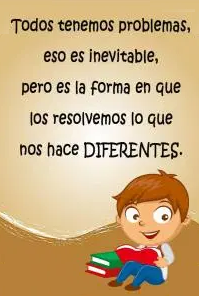 Todos tenemos problemas,
eso es inevitable,
pero es la forma en que
los resolvemos lo que
nos hace DIFERENTES.